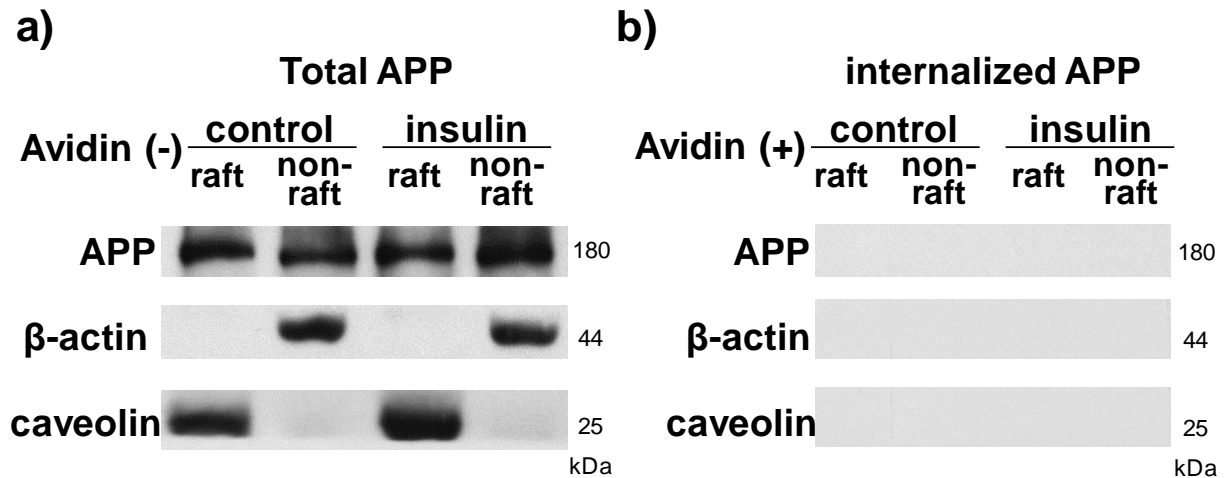 a)
Total APP
Avidin (-) control insulin
raft non-raft raft non-raft
APP 180
β-actin 44
caveolin 25
kDa
b)
internalized APP
Avidin (+) control insulin
raft non-raft raft non-raft
APP 180
β-actin 44
caveolin 25
kDa